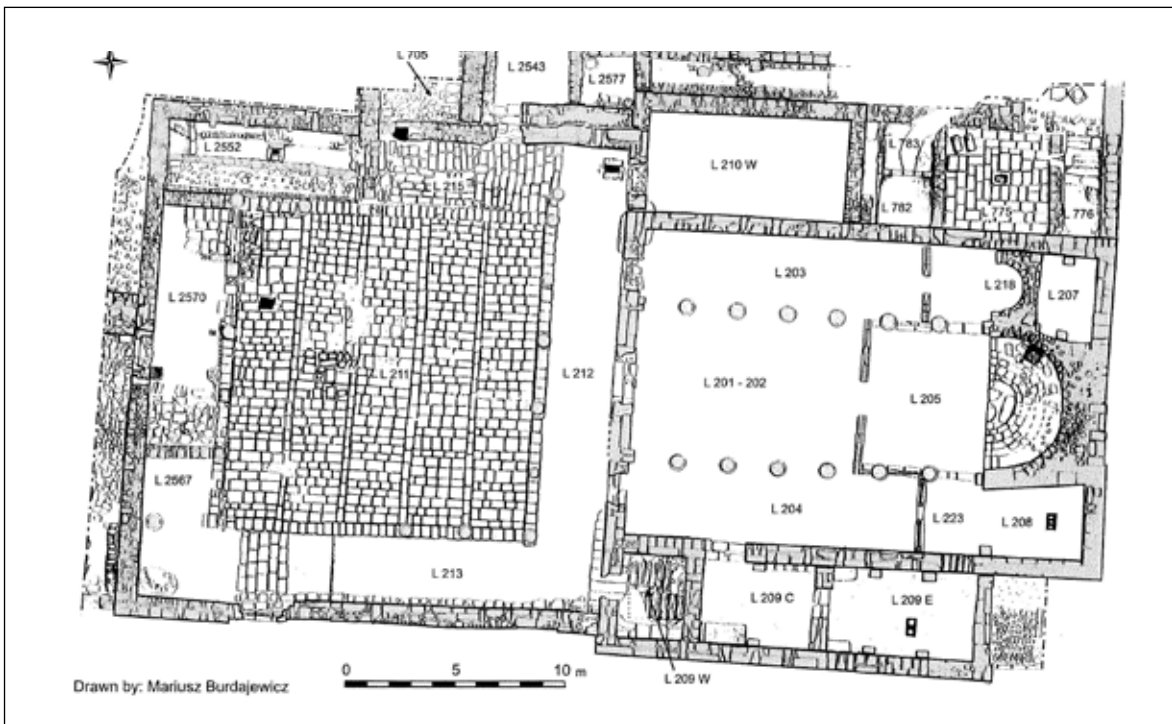 L 705
L 2543
L 2577
L 2552
L 215
L 210 W
L 783
L 782
L 775
L 776
L 203
L 218
L 207
L 2570
L 211
L 212
L 201 - 202
L 205
L 2567
L 204
L 223
L 208
L 213
L 209 C
L 209 E
L 209 W
0 5 10 m
Drawn by: Mariusz Burdajewicz